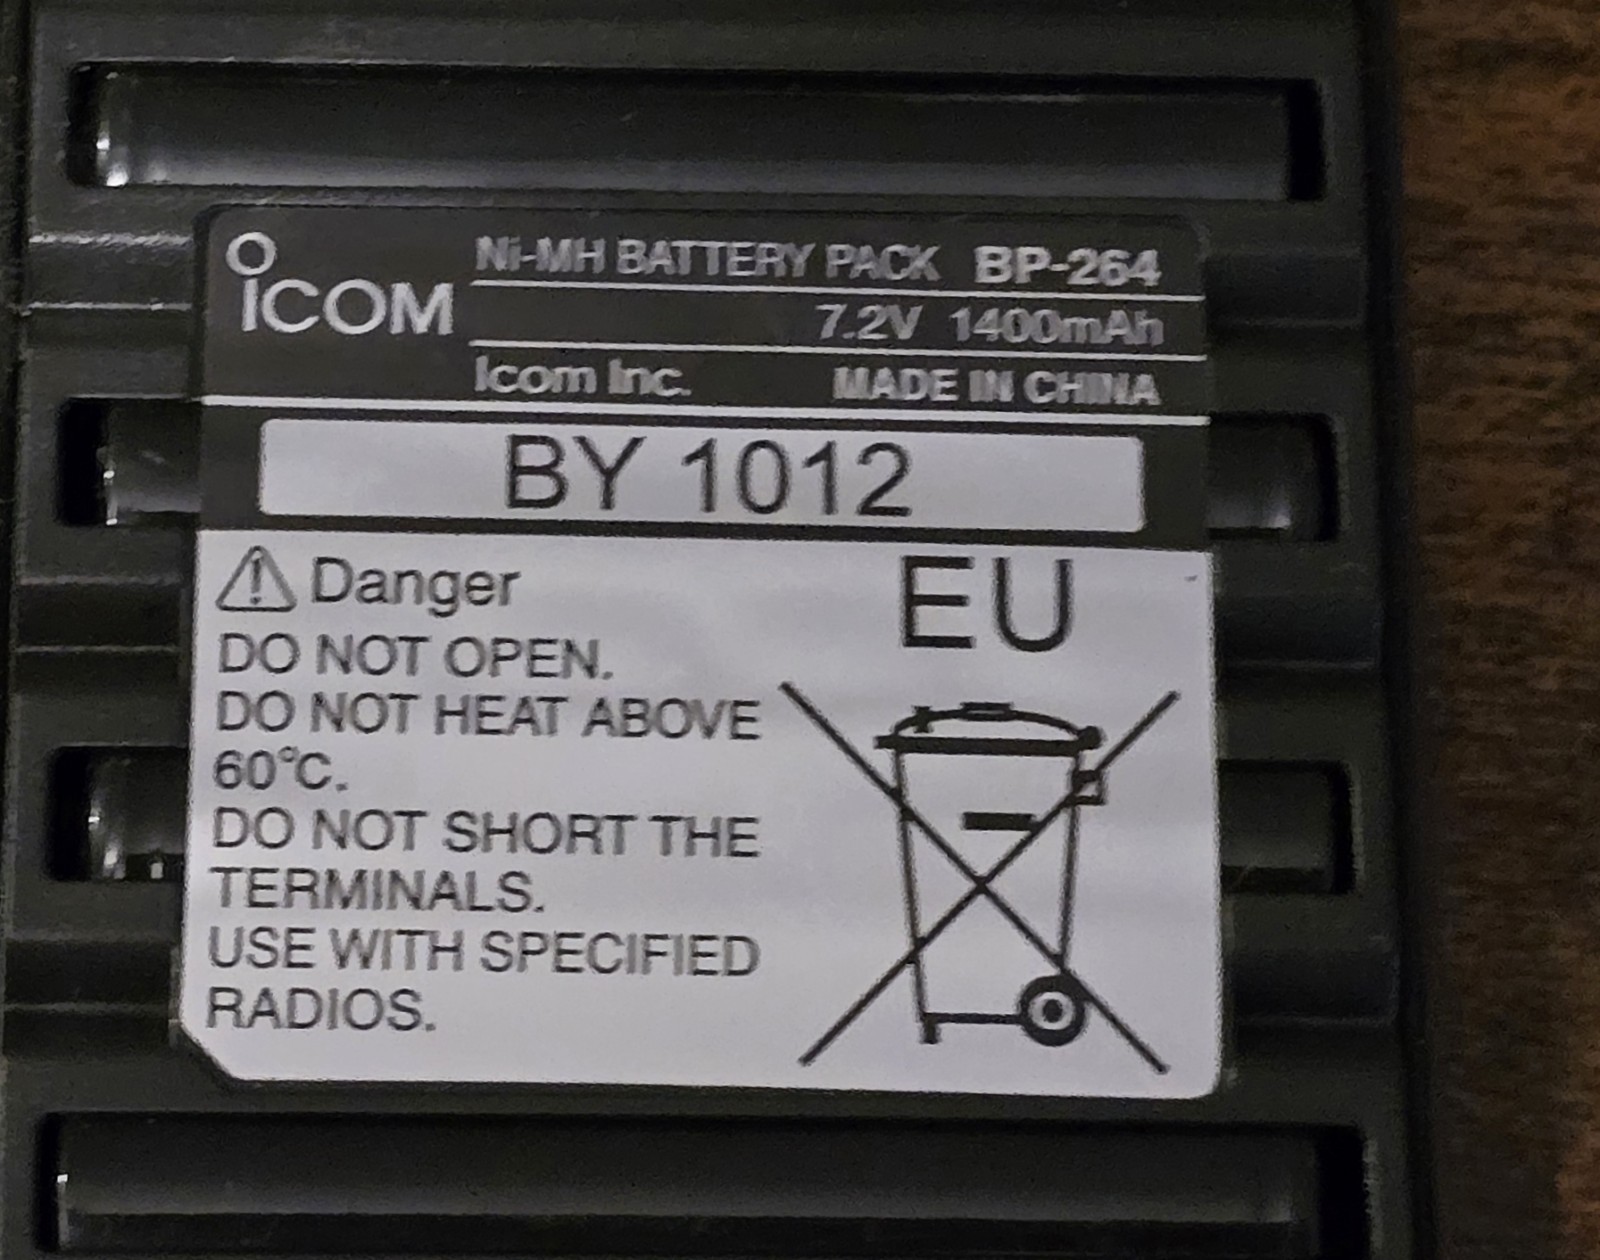 ICOM
Ni-MH BATTERY PACK BP-264
7.2V 1400mAh
Icom Inc. MADE IN CHINA
BY 1012
Danger
DO NOT OPEN.
DO NOT HEAT ABOVE
60°C.
DO NOT SHORT THE
TERMINALS.
USE WITH SPECIFIED
RADIOS.
EU